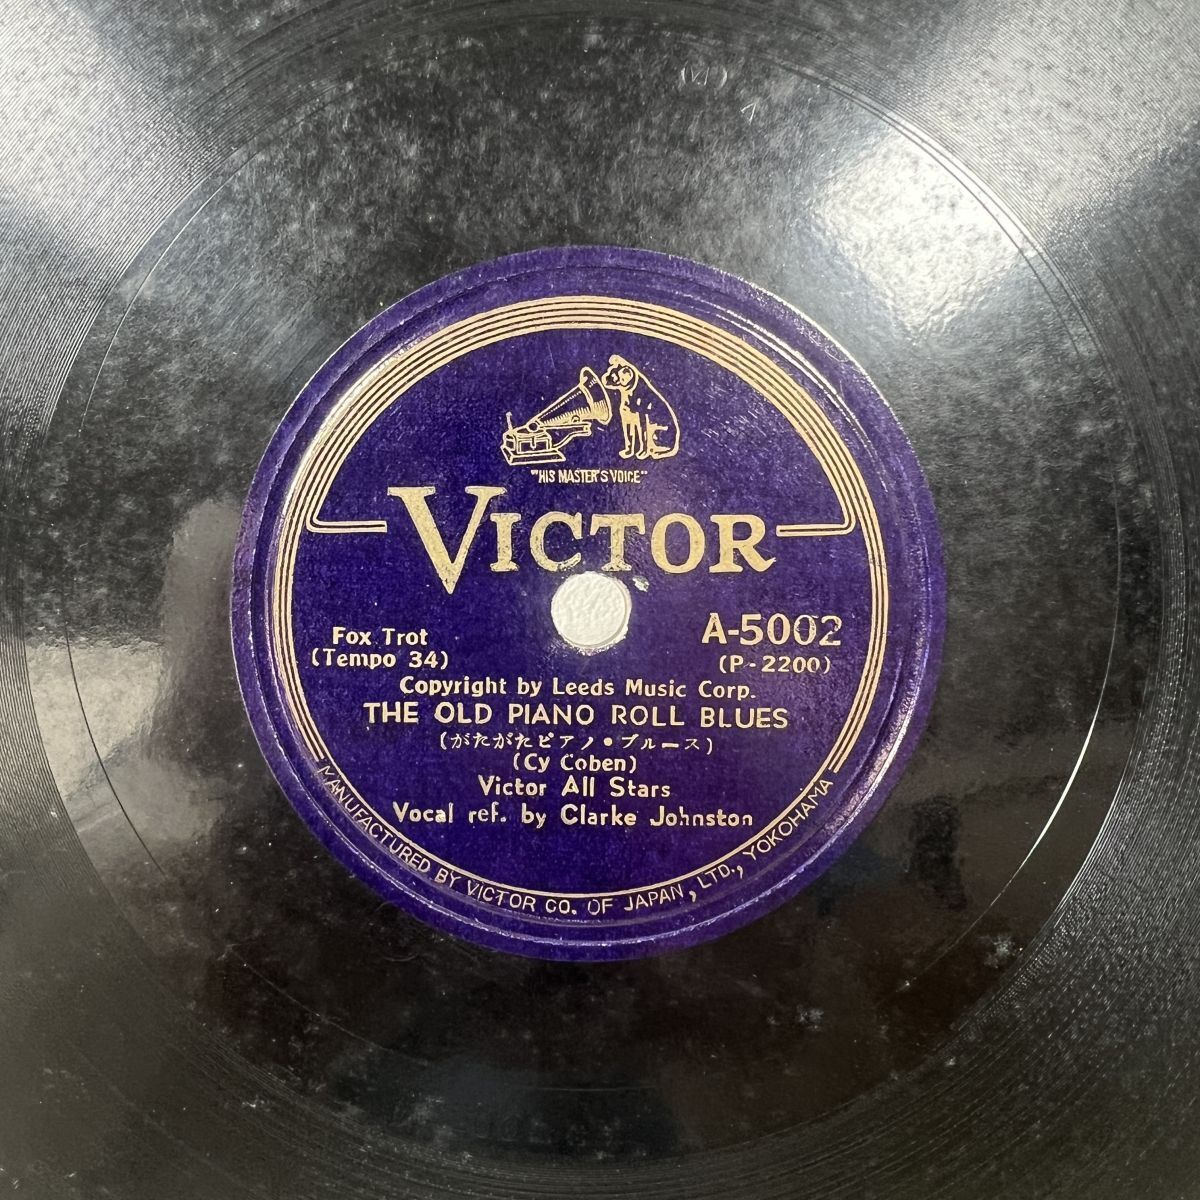 "HIS MASTER'S VOICE"
VICTOR
Fox Trot
(Tempo 34)
A-5002
(P-2200)
Copyright by Leeds Music Corp.
THE OLD PIANO ROLL BLUES
(がたがたピアノ・ブルース)
(Cy Coben)
Victor All Stars
Vocal ref. by Clarke Johnston
MANUFACTURED BY VICTOR CO. OF JAPAN, LTD., YOKOHAMA